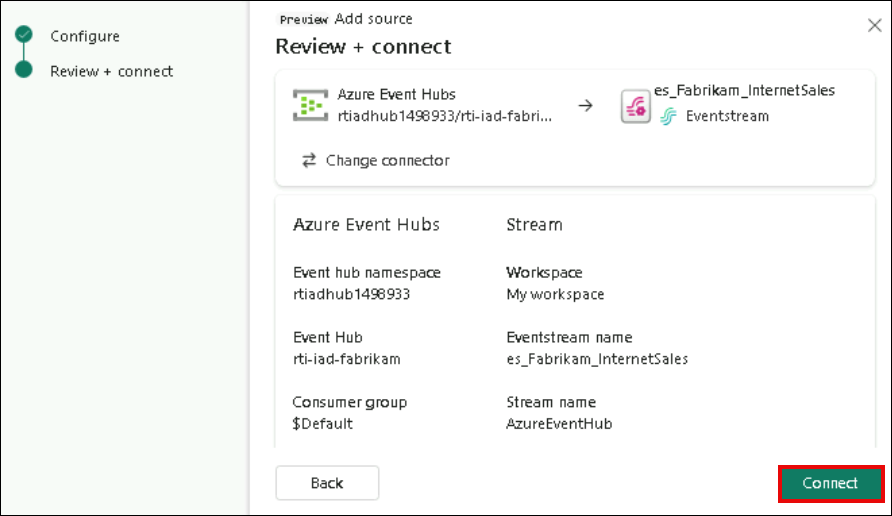 Configure
Review + connect
Preview Add source
Review + connect
Azure Event Hubs
rtiadhub1498933/rti-iad-fabri...
es_Fabrikam_InternetSales
Eventstream
Change connector
Azure Event Hubs
Stream
Event hub namespace
rtiadhub1498933
Workspace
My workspace
Event Hub
rti-iad-fabrikam
Eventstream name
es_Fabrikam_InternetSales
Consumer group
$Default
Stream name
AzureEventHub
Back
Connect